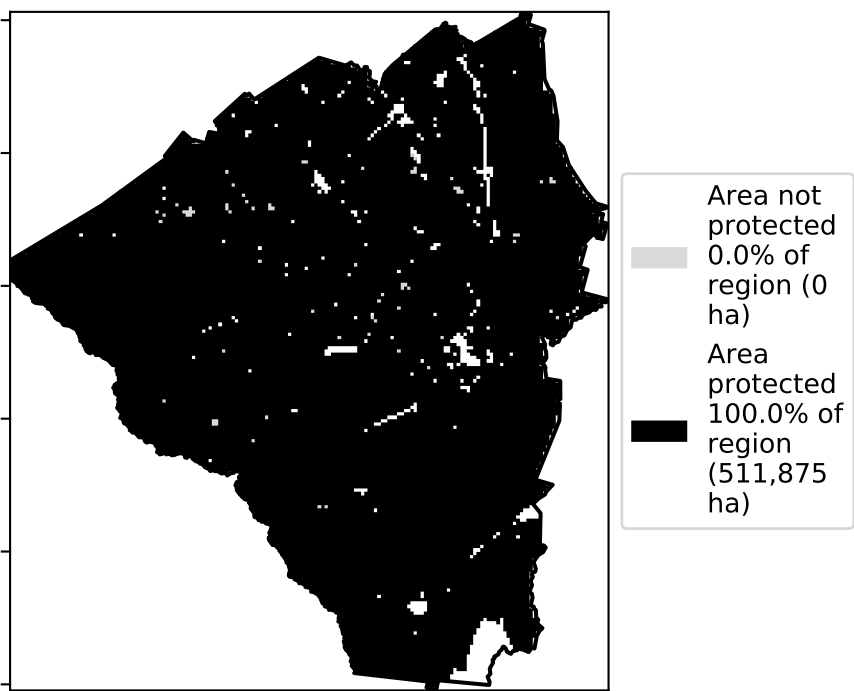 Area not
protected
0.0% of
region (0
ha)
Area
protected
100.0% of
region
(511,875
ha)